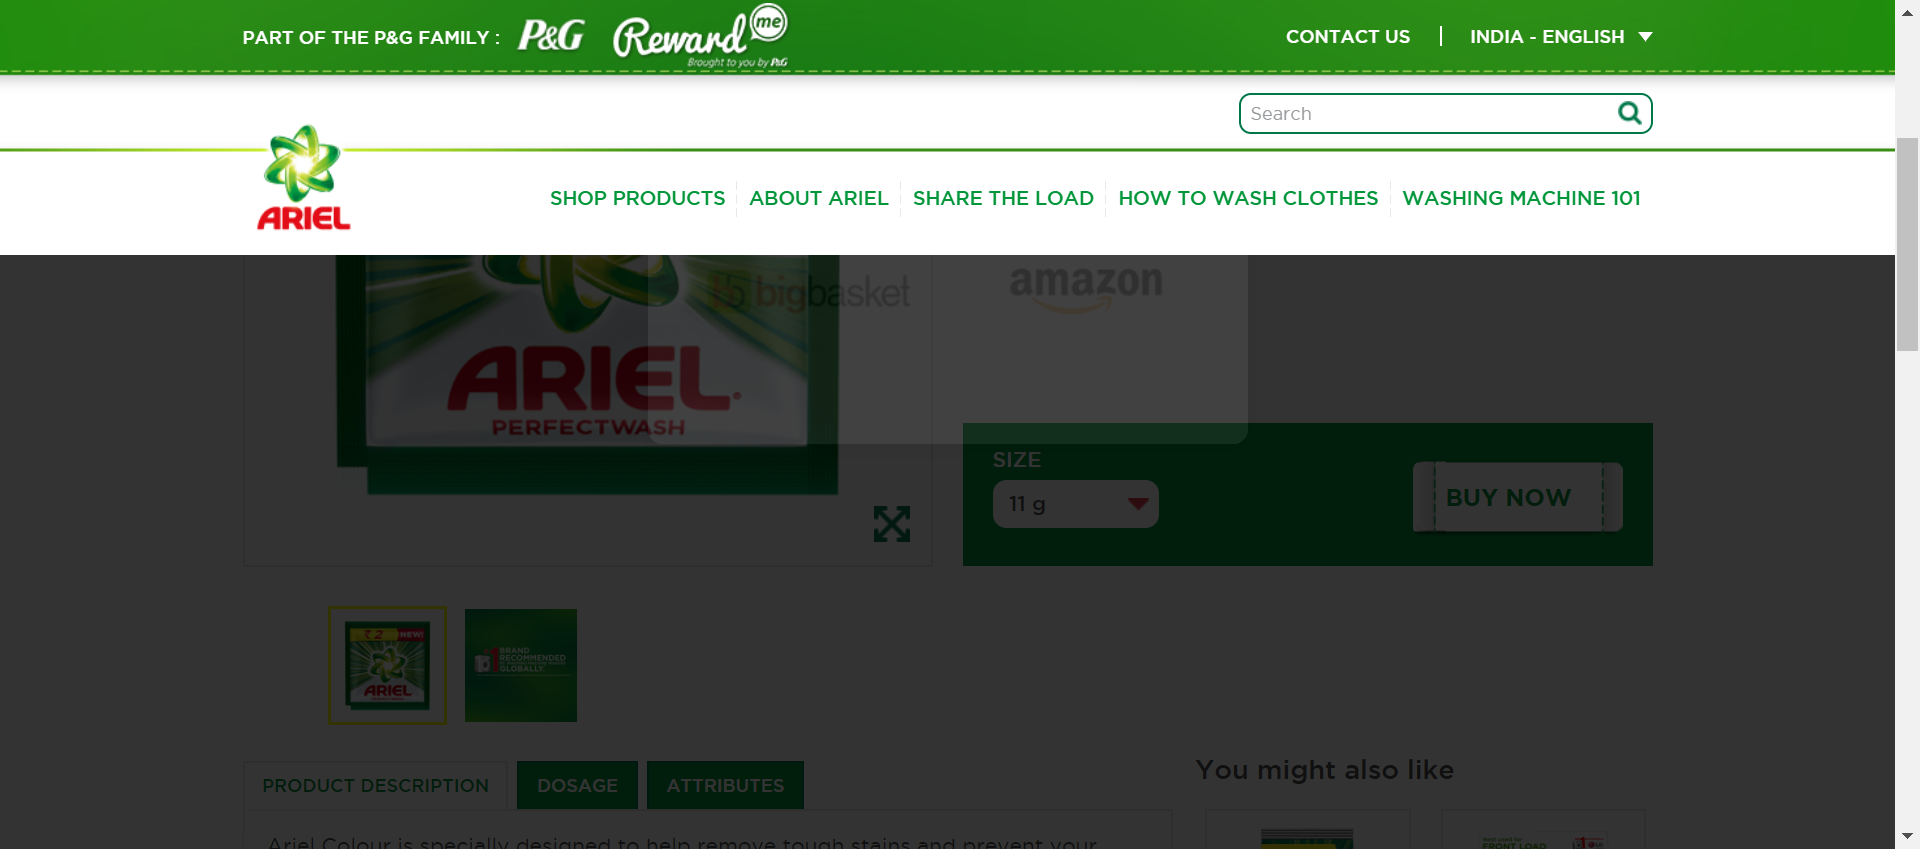 PART OF THE P&G FAMILY :
P&G
Reward me
Brought to you by P&G
CONTACT US
INDIA - ENGLISH
Search
ARIEL
SHOP PRODUCTS
ABOUT ARIEL
SHARE THE LOAD
HOW TO WASH CLOTHES
WASHING MACHINE 101
bb bigbasket
amazon
ARIEL
PERFECTWASH
SIZE
11 g
BUY NOW
₹2 NEW!
ARIEL
#1 BRAND
RECOMMENDED
GLOBALLY.
PRODUCT DESCRIPTION
DOSAGE
ATTRIBUTES
You might also like
Ariel Colour is specially designed to help remove tough stains and prevent your
FRONT LOAD